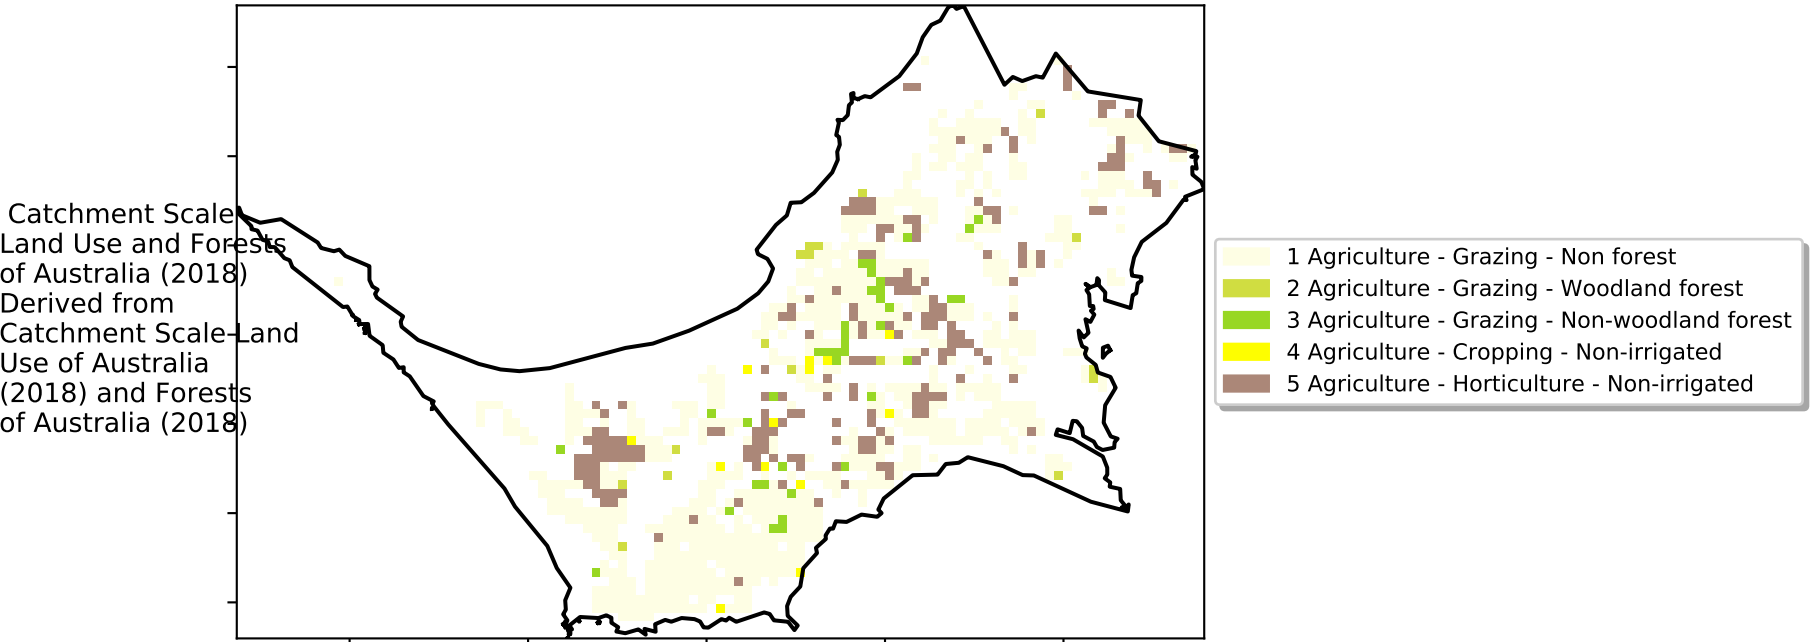 Catchment Scale
Land Use and Forests
of Australia (2018)
Derived from
Catchment Scale Land
Use of Australia
(2018) and Forests
of Australia (2018)
1 Agriculture - Grazing - Non forest
2 Agriculture - Grazing - Woodland forest
3 Agriculture - Grazing - Non-woodland forest
4 Agriculture - Cropping - Non-irrigated
5 Agriculture - Horticulture - Non-irrigated